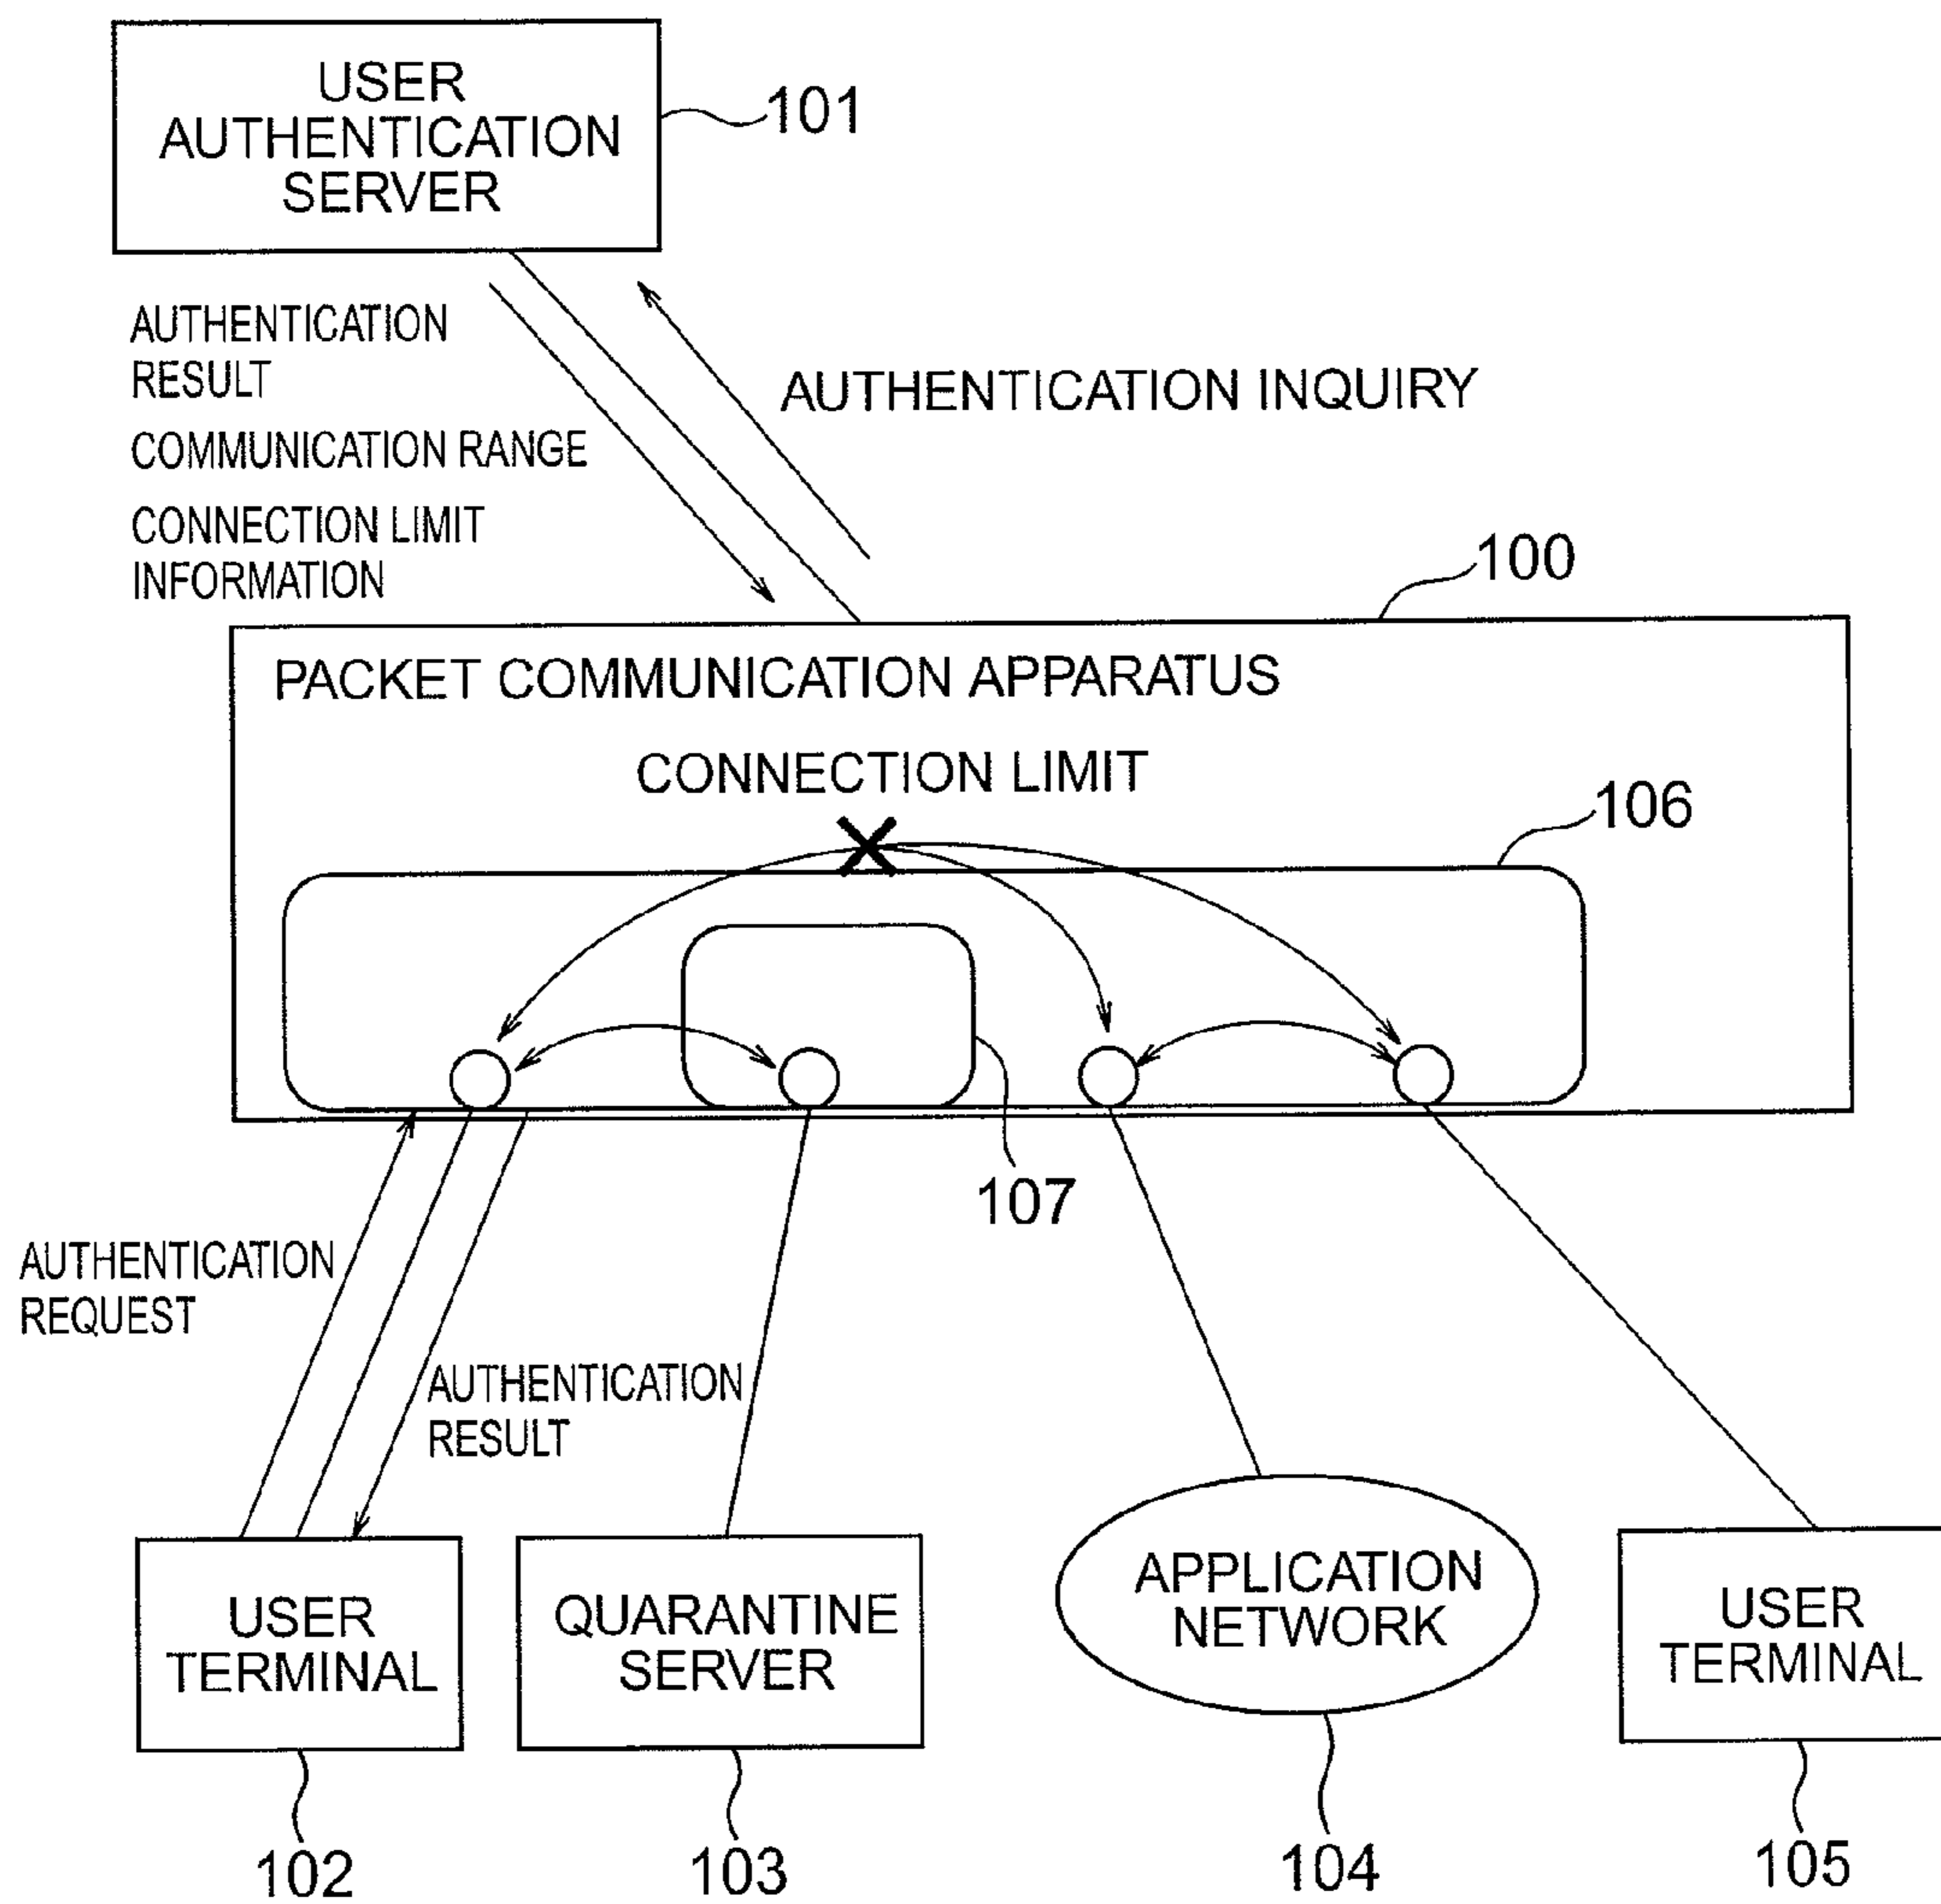 USER
AUTHENTICATION
SERVER
101
AUTHENTICATION
RESULT
COMMUNICATION RANGE
CONNECTION LIMIT
INFORMATION
AUTHENTICATION INQUIRY
100
PACKET COMMUNICATION APPARATUS
CONNECTION LIMIT
106
107
AUTHENTICATION
REQUEST
AUTHENTICATION
RESULT
USER
TERMINAL
QUARANTINE
SERVER
APPLICATION
NETWORK
USER
TERMINAL
102
103
104
105